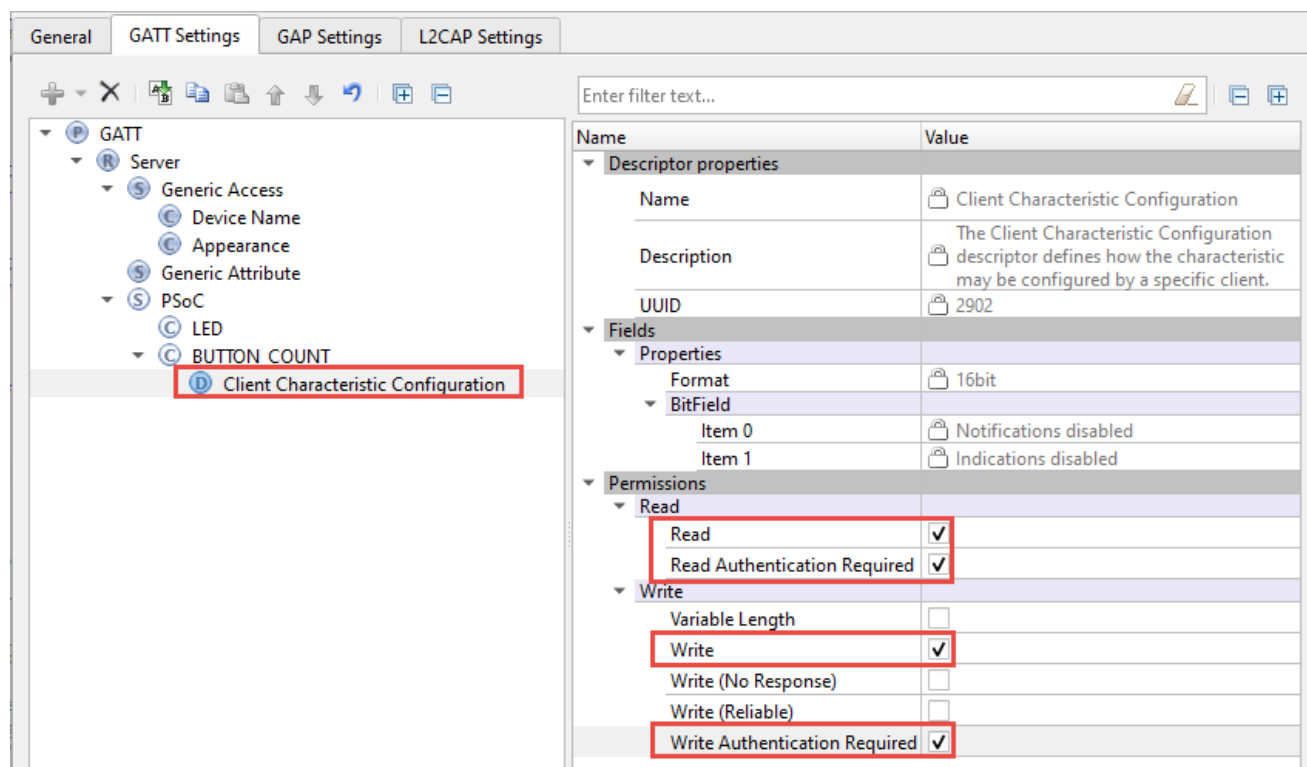 General GATT Settings GAP Settings L2CAP Settings
Enter filter text...
GATT
Server
Generic Access
Device Name
Appearance
Generic Attribute
PSoC
LED
BUTTON_COUNT
Client Characteristic Configuration
Name Value
Descriptor properties
Name Client Characteristic Configuration
Description The Client Characteristic Configuration
descriptor defines how the characteristic
may be configured by a specific client.
UUID 2902
Fields
Properties
Format 16bit
BitField
Item 0 Notifications disabled
Item 1 Indications disabled
Permissions
Read
Read
Read Authentication Required
Write
Variable Length
Write
Write (No Response)
Write (Reliable)
Write Authentication Required